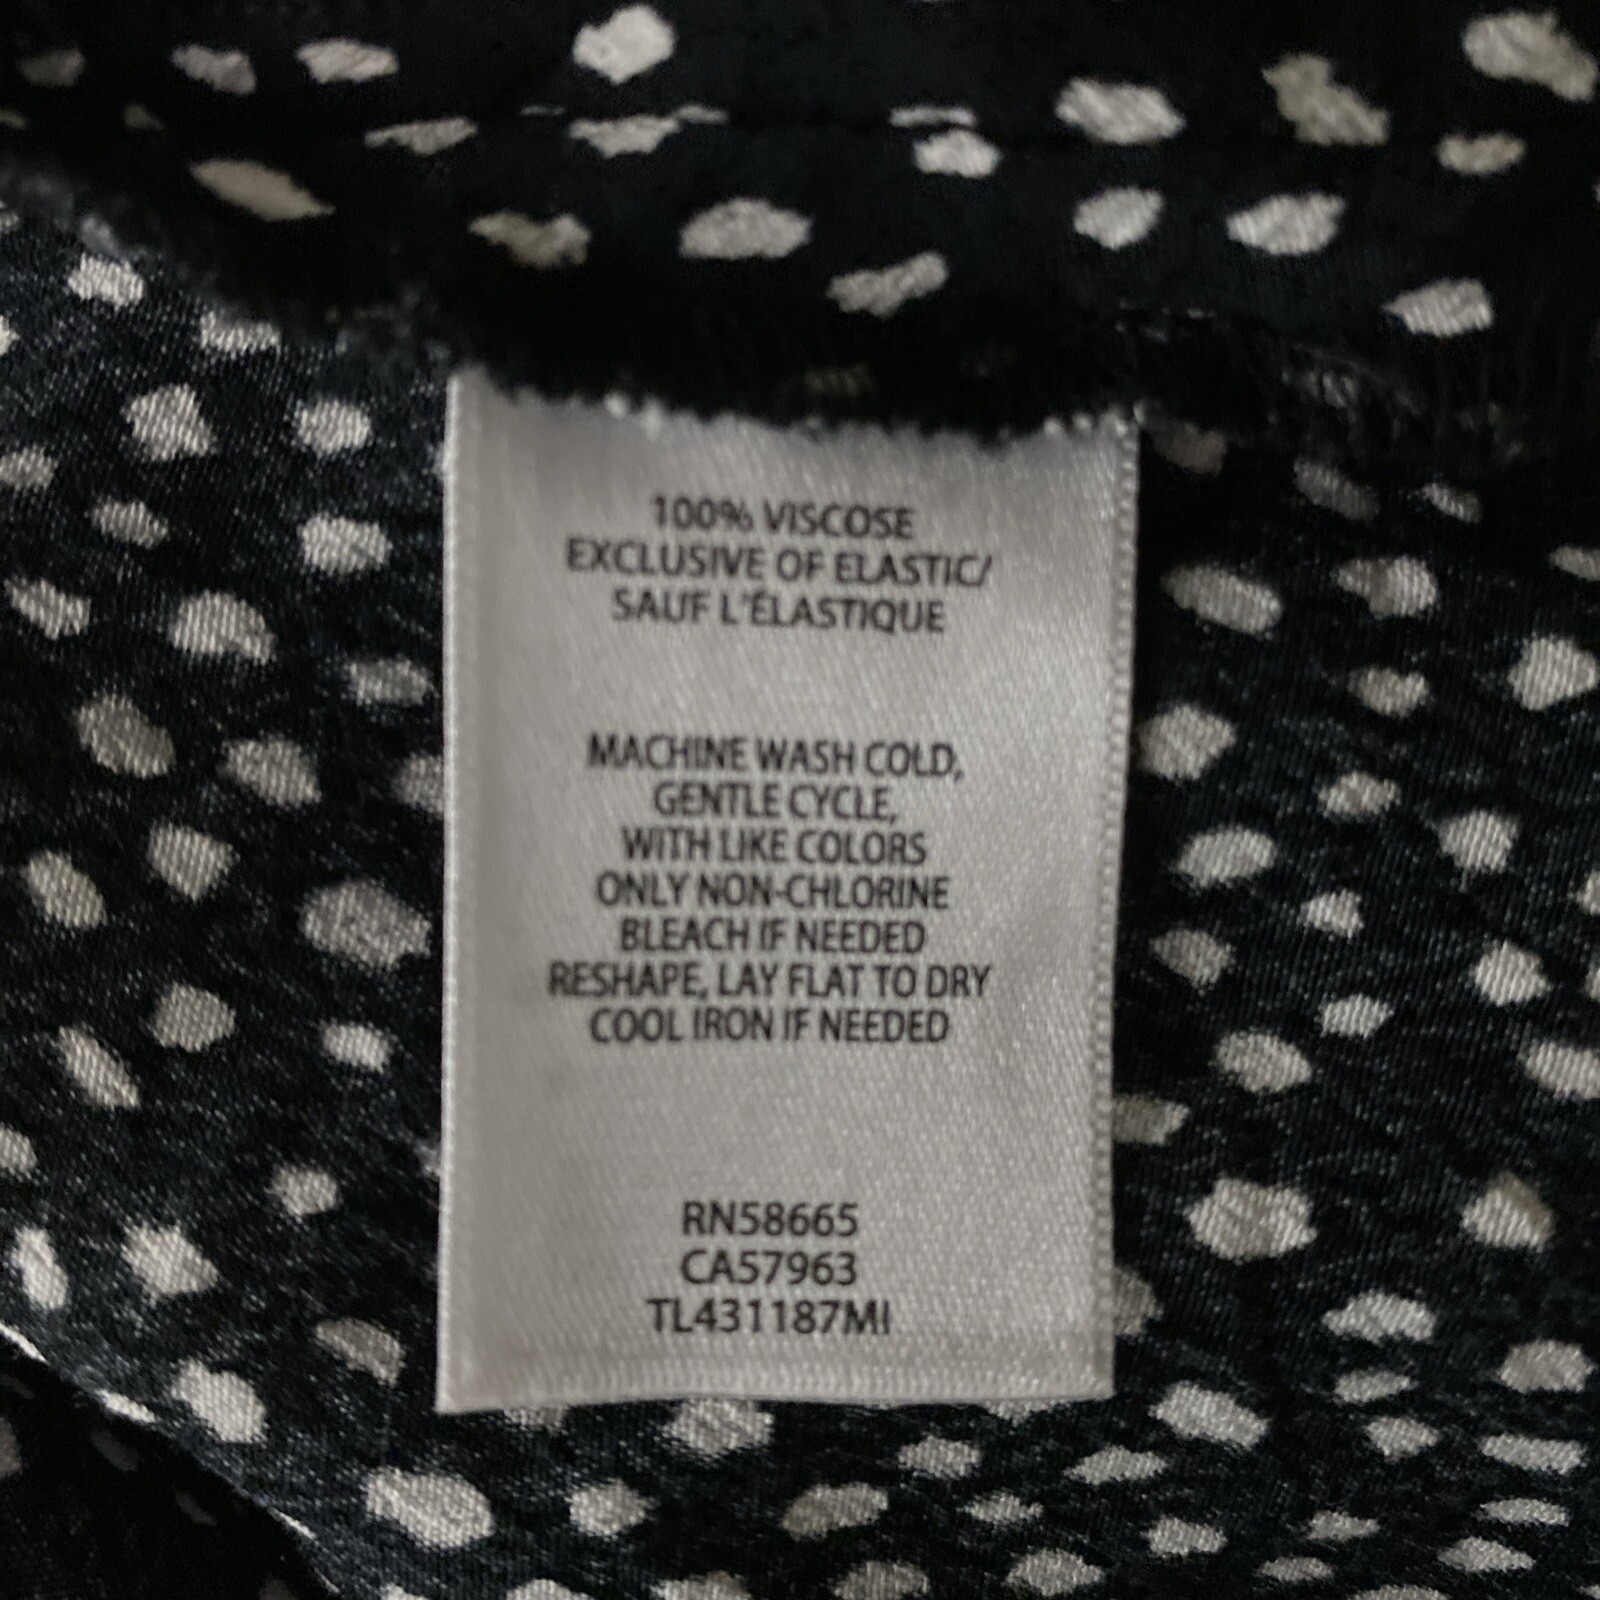 100% VISCOSE
EXCLUSIVE OF ELASTIC/
SAUF L'ÉLASTIQUE
MACHINE WASH COLD,
GENTLE CYCLE,
WITH LIKE COLORS
ONLY NON-CHLORINE
BLEACH IF NEEDED
RESHAPE, LAY FLAT TO DRY
COOL IRON IF NEEDED
RN58665
CA57963
TL431187MI